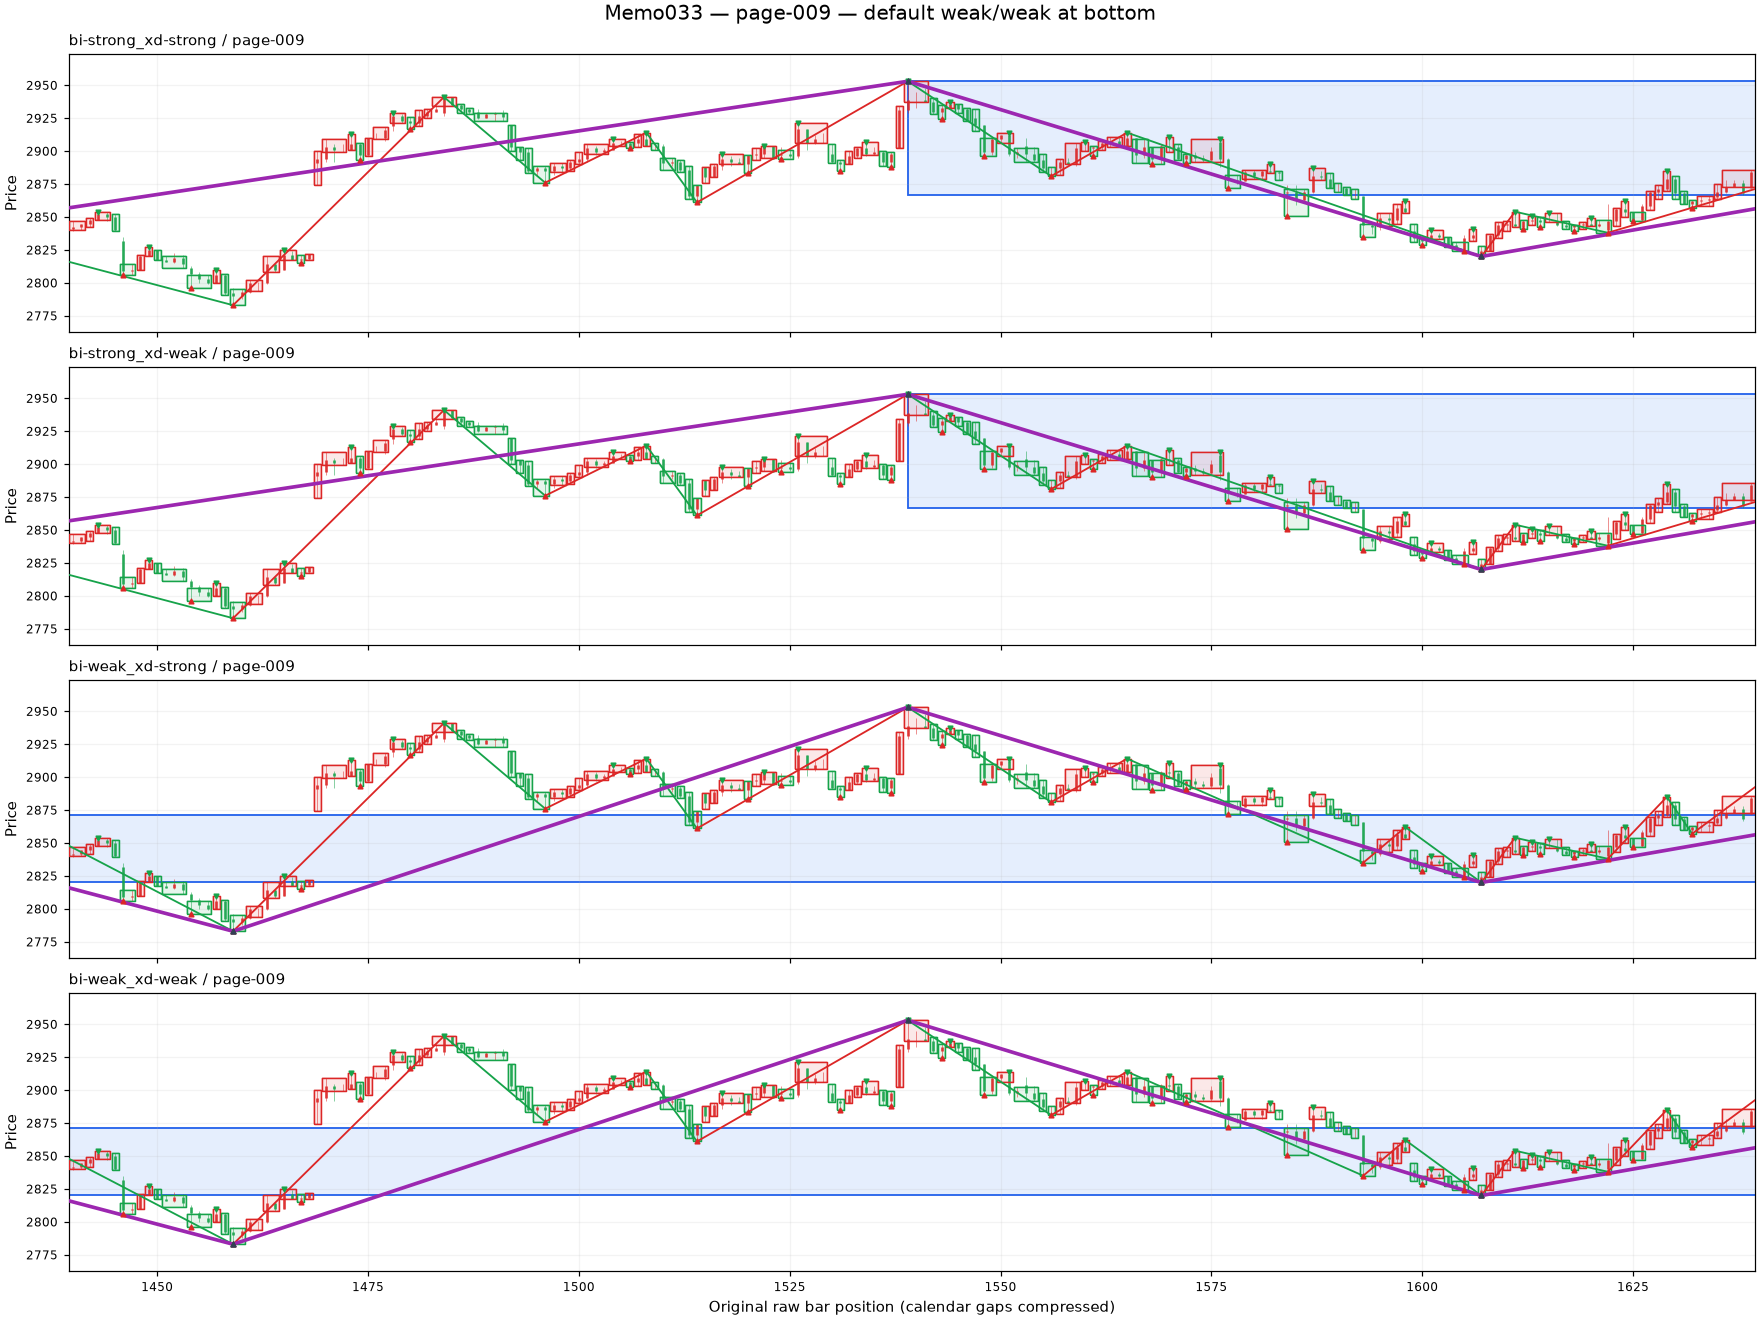 Memo033 — page-009 — default weak/weak at bottom
bi-strong_xd-strong / page-009
Price
2950
2925
2900
2875
2850
2825
2800
2775
bi-strong_xd-weak / page-009
Price
2950
2925
2900
2875
2850
2825
2800
2775
bi-weak_xd-strong / page-009
Price
2950
2925
2900
2875
2850
2825
2800
2775
bi-weak_xd-weak / page-009
Price
2950
2925
2900
2875
2850
2825
2800
2775
1450 1475 1500 1525 1550 1575 1600 1625
Original raw bar position (calendar gaps compressed)